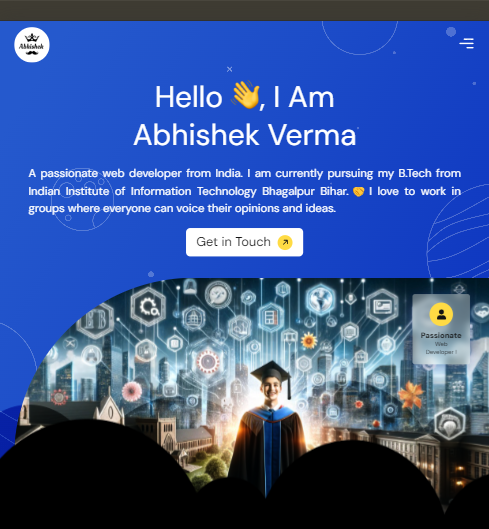 Abhishek
Hello 👋, I Am
Abhishek Verma
A passionate web developer from India. I am currently pursuing my B.Tech from
Indian Institute of Information Technology Bhagalpur Bihar. 🤝 I love to work in
groups where everyone can voice their opinions and ideas.
Get in Touch
Passionate
Web
Developer !